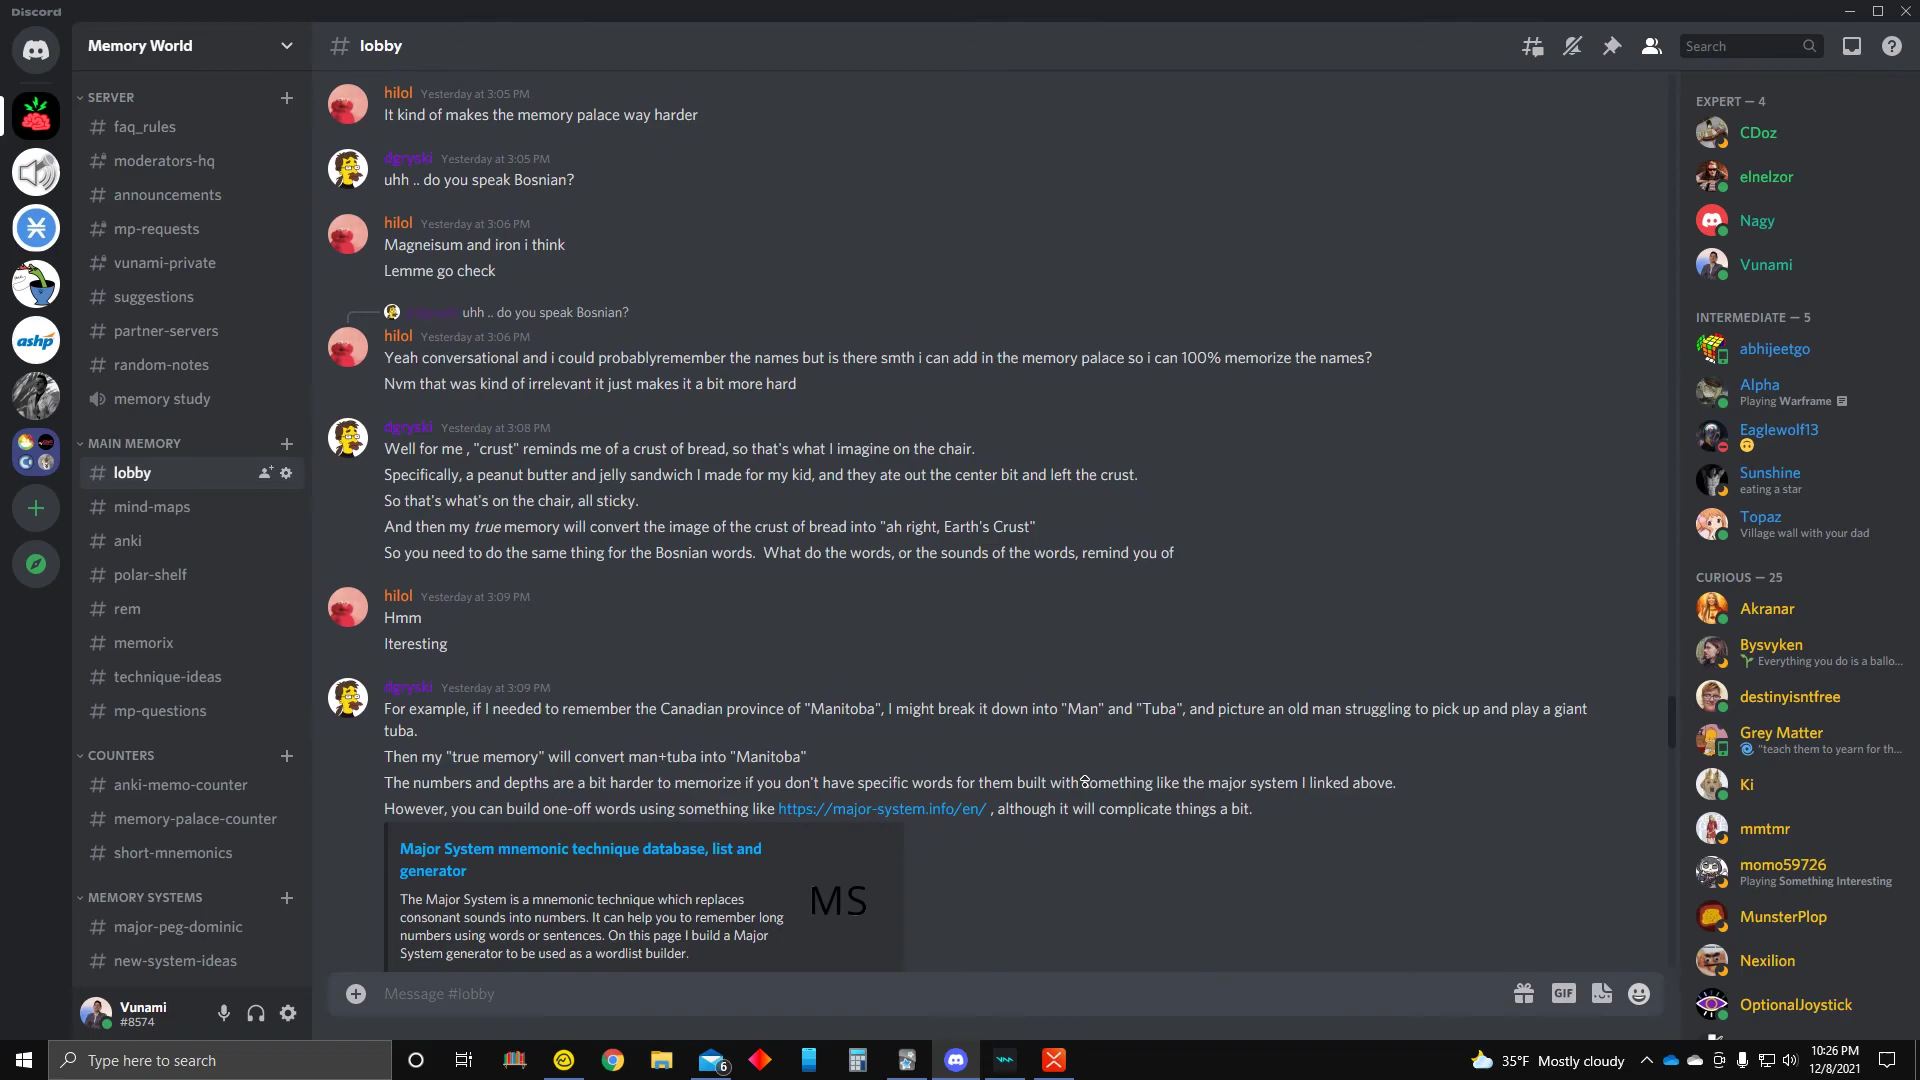 Discord
Memory World
lobby
Search
SERVER
faq_rules
moderators-hq
announcements
mp-requests
vunami-private
suggestions
partner-servers
random-notes
memory study
MAIN MEMORY
lobby
mind-maps
anki
polar-shelf
rem
memorix
technique-ideas
mp-questions
COUNTERS
anki-memo-counter
memory-palace-counter
short-mnemonics
MEMORY SYSTEMS
major-peg-dominic
new-system-ideas
Vunami
#8574
ashp
hilol Yesterday at 3:05 PM
It kind of makes the memory palace way harder
dgryski Yesterday at 3:05 PM
uhh .. do you speak Bosnian?
hilol Yesterday at 3:06 PM
Magneisum and iron i think
Lemme go check
uhh .. do you speak Bosnian?
hilol Yesterday at 3:06 PM
Yeah conversational and i could probablyremember the names but is there smth i can add in the memory palace so i can 100% memorize the names?
Nvm that was kind of irrelevant it just makes it a bit more hard
dgryski Yesterday at 3:08 PM
Well for me , "crust" reminds me of a crust of bread, so that's what I imagine on the chair.
Specifically, a peanut butter and jelly sandwich I made for my kid, and they ate out the center bit and left the crust.
So that's what's on the chair, all sticky.
And then my true memory will convert the image of the crust of bread into "ah right, Earth's Crust"
So you need to do the same thing for the Bosnian words. What do the words, or the sounds of the words, remind you of
hilol Yesterday at 3:09 PM
Hmm
Iteresting
dgryski Yesterday at 3:09 PM
For example, if I needed to remember the Canadian province of "Manitoba", I might break it down into "Man" and "Tuba", and picture an old man struggling to pick up and play a giant
tuba.
Then my "true memory" will convert man+tuba into "Manitoba"
The numbers and depths are a bit harder to memorize if you don't have specific words for them built with something like the major system I linked above.
However, you can build one-off words using something like https://major-system.info/en/ , although it will complicate things a bit.
Major System mnemonic technique database, list and
generator
The Major System is a mnemonic technique which replaces
consonant sounds into numbers. It can help you to remember long
numbers using words or sentences. On this page I build a Major
System generator to be used as a wordlist builder.
MS
Message #lobby
GIF
EXPERT — 4
CDoz
elnelzor
Nagy
Vunami
INTERMEDIATE — 5
abhijeetgo
Alpha
Playing Warframe
Eaglewolf13
Sunshine
eating a star
Topaz
Village wall with your dad
CURIOUS — 25
Akranar
Bysvyken
Everything you do is a ballo...
destinyisntfree
Grey Matter
"teach them to yearn for th...
Ki
mmtmr
momo59726
Playing Something Interesting
MunsterPlop
Nexilion
OptionalJoystick
Type here to search
6
35°F Mostly cloudy
10:26 PM
12/8/2021